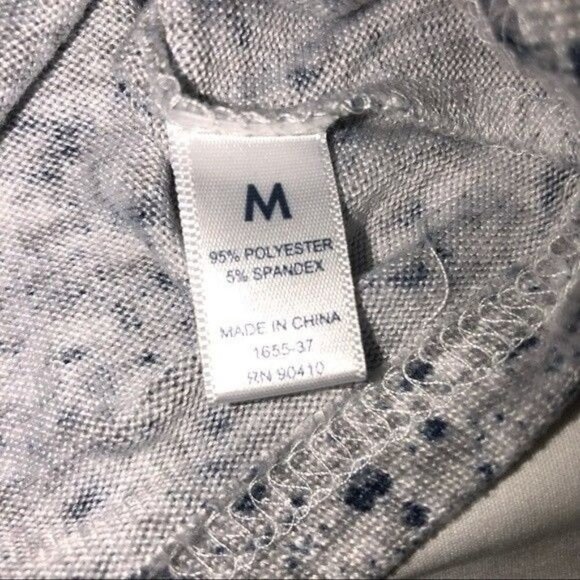 M
95% POLYESTER
5% SPANDEX
MADE IN CHINA
1655-37
RN 90410